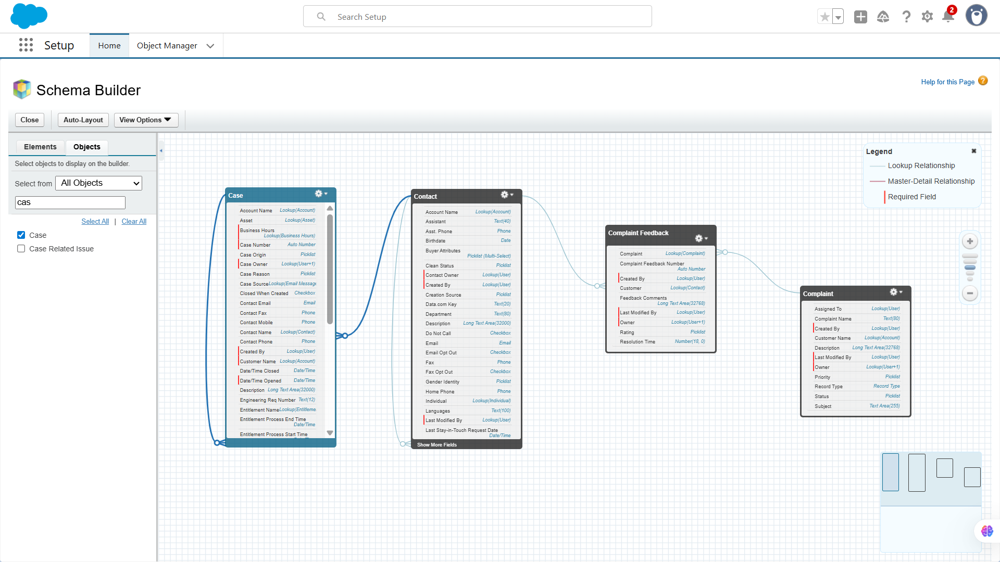 Search Setup
2
Setup
Home
Object Manager
Schema Builder
Help for this Page
?
Close
Auto-Layout
View Options
Elements
Objects
Select objects to display on the builder.
Select from
All Objects
cas
Select All | Clear All
Case
Case Related Issue
Case
Account Name Lookup(Account)
Asset Lookup(Asset)
Business Hours
Lookup(Business Hours)
Case Number Auto Number
Case Origin Picklist
Case Owner Lookup(User+1)
Case Reason Picklist
Case Source Lookup(Email Message
Closed When Created Checkbox
Contact Email Email
Contact Fax Phone
Contact Mobile Phone
Contact Name Lookup(Contact)
Contact Phone Phone
Created By Lookup(User)
Customer Name Lookup(Account)
Date/Time Closed Date/Time
Date/Time Opened Date/Time
Description Long Text Area(32000)
Engineering Req Number Text(12)
Entitlement Name Lookup(Entitleme
Entitlement Process End Time
Date/Time
Entitlement Process Start Time
Contact
Account Name Lookup(Account)
Assistant Text(40)
Asst. Phone Phone
Birthdate Date
Buyer Attributes
Picklist (Multi-Select)
Clean Status Picklist
Contact Owner Lookup(User)
Created By Lookup(User)
Creation Source Picklist
Data.com Key Text(20)
Department Text(80)
Description Long Text Area(32000)
Do Not Call Checkbox
Email Email
Email Opt Out Checkbox
Fax Phone
Fax Opt Out Checkbox
Gender Identity Picklist
Home Phone Phone
Individual Lookup(Individual)
Languages Text(100)
Last Modified By Lookup(User)
Last Stay-in-Touch Request Date
Date/Time
Show More Fields
Complaint Feedback
Complaint Lookup(Complaint)
Complaint Feedback Number
Auto Number
Created By Lookup(User)
Customer Lookup(Contact)
Feedback Comments
Long Text Area(32768)
Last Modified By Lookup(User)
Owner Lookup(User+1)
Rating Picklist
Resolution Time Number(18, 0)
Complaint
Assigned To Lookup(User)
Complaint Name Text(80)
Created By Lookup(User)
Customer Name Lookup(Account)
Description Long Text Area(32768)
Last Modified By Lookup(User)
Owner Lookup(User+1)
Priority Picklist
Record Type Record Type
Status Picklist
Subject Text Area(255)
Legend
Lookup Relationship
Master-Detail Relationship
Required Field